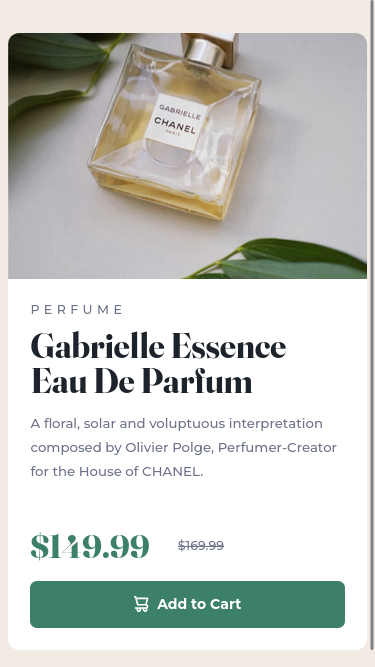 GABRIELLE
CHANEL
PARIS
PERFUME
Gabrielle Essence
Eau De Parfum
A floral, solar and voluptuous interpretation
composed by Olivier Polge, Perfumer-Creator
for the House of CHANEL.
$149.99 $169.99
Add to Cart